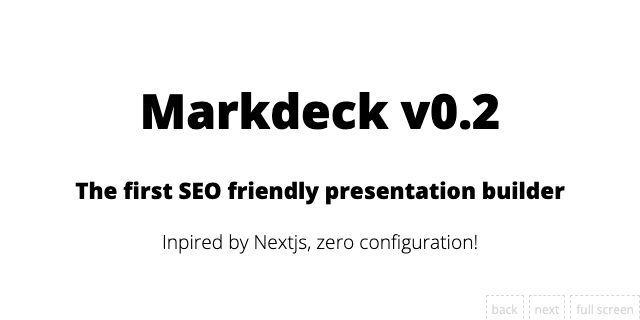 Markdeck v0.2
The first SEO friendly presentation builder
Inpired by Nextjs, zero configuration!
back next full screen